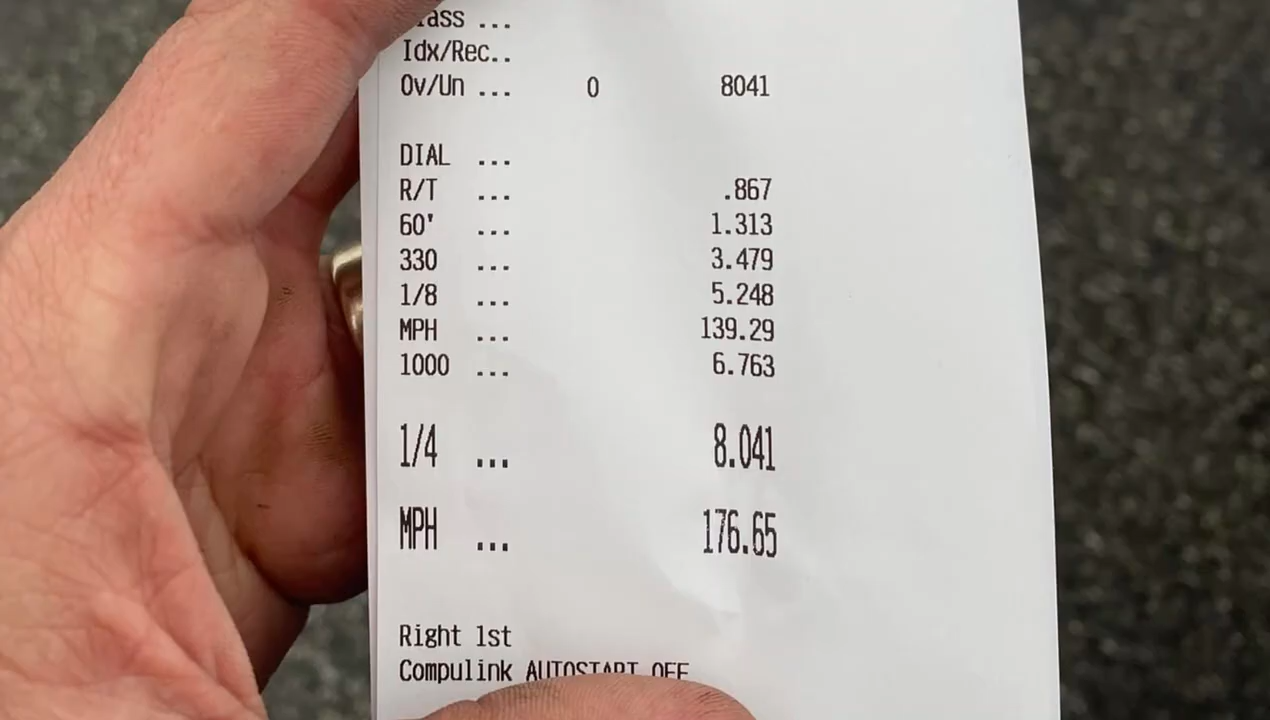 ...
Idx/Rec..
Ov/Un ... 0 8041
DIAL ...
R/T ... .867
60' ... 1.313
330 ... 3.479
1/8 ... 5.248
MPH ... 139.29
1000 ... 6.763
1/4 ... 8.041
MPH ... 176.65
Right 1st
Compulink AUTOSTART OFF